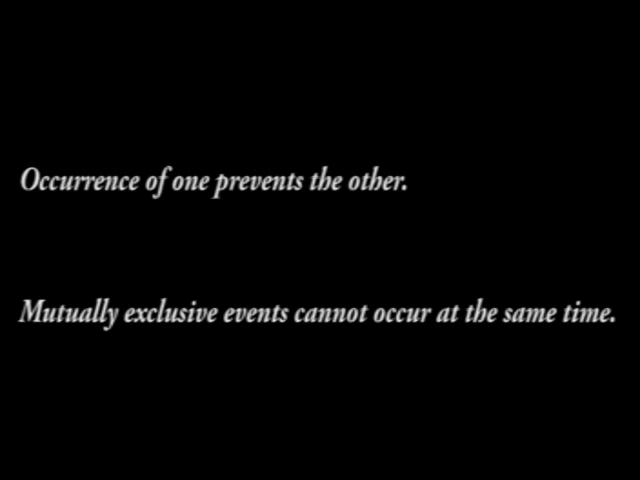 Occurrence of one prevents the other.
Mutually exclusive events cannot occur at the same time.